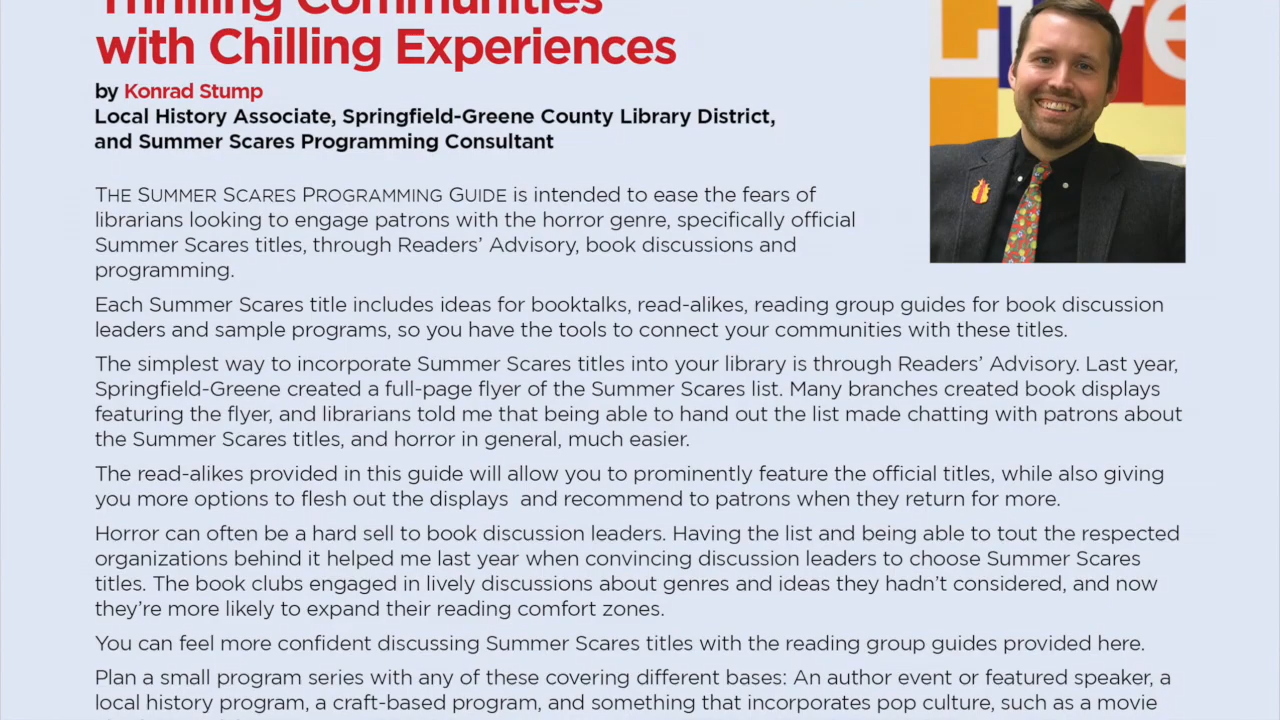 Thrilling Communities
with Chilling Experiences
Live
by Konrad Stump
Local History Associate, Springfield-Greene County Library District,
and Summer Scares Programming Consultant
THE SUMMER SCARES PROGRAMMING GUIDE is intended to ease the fears of
librarians looking to engage patrons with the horror genre, specifically official
Summer Scares titles, through Readers’ Advisory, book discussions and
programming.
Each Summer Scares title includes ideas for booktalks, read-alikes, reading group guides for book discussion
leaders and sample programs, so you have the tools to connect your communities with these titles.
The simplest way to incorporate Summer Scares titles into your library is through Readers’ Advisory. Last year,
Springfield-Greene created a full-page flyer of the Summer Scares list. Many branches created book displays
featuring the flyer, and librarians told me that being able to hand out the list made chatting with patrons about
the Summer Scares titles, and horror in general, much easier.
The read-alikes provided in this guide will allow you to prominently feature the official titles, while also giving
you more options to flesh out the displays  and recommend to patrons when they return for more.
Horror can often be a hard sell to book discussion leaders. Having the list and being able to tout the respected
organizations behind it helped me last year when convincing discussion leaders to choose Summer Scares
titles. The book clubs engaged in lively discussions about genres and ideas they hadn’t considered, and now
they’re more likely to expand their reading comfort zones.
You can feel more confident discussing Summer Scares titles with the reading group guides provided here.
Plan a small program series with any of these covering different bases: An author event or featured speaker, a
local history program, a craft-based program, and something that incorporates pop culture, such as a movie